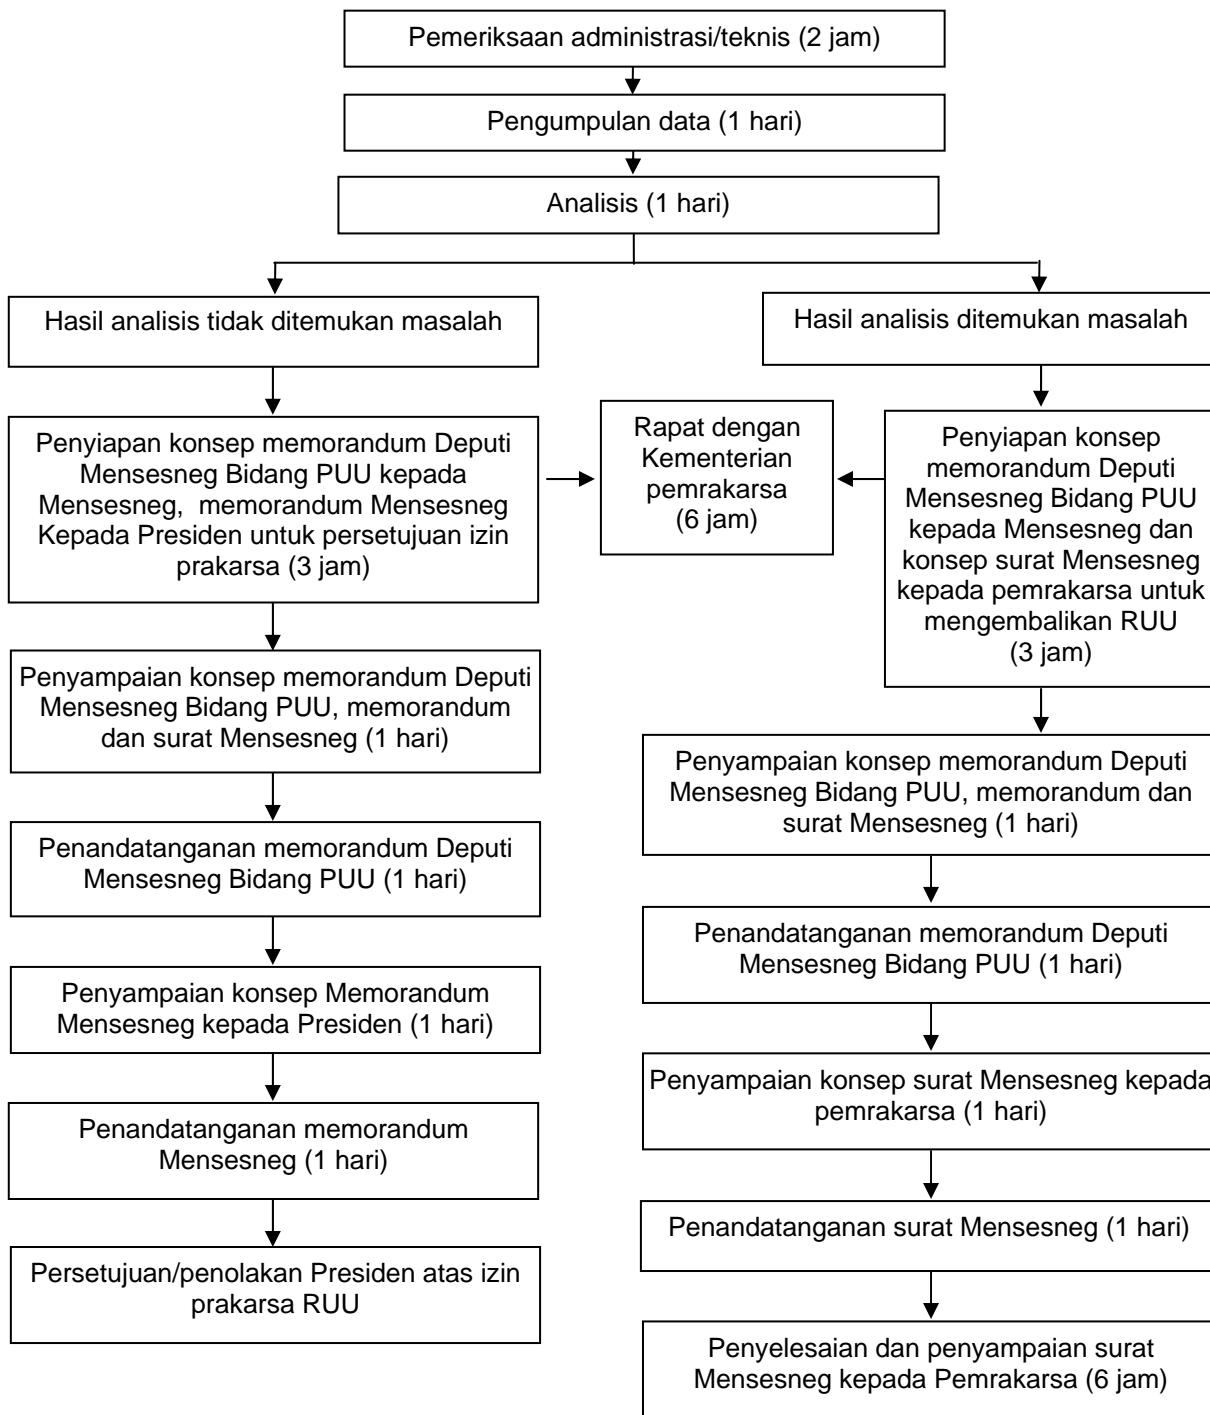 Pemeriksaan administrasi/teknis (2 jam)
Pengumpulan data (1 hari)
Analisis (1 hari)
Hasil analisis tidak ditemukan masalah
Hasil analisis ditemukan masalah
Penyiapan konsep memorandum Deputi
Mensesneg Bidang PUU kepada
Mensesneg, memorandum Mensesneg
Kepada Presiden untuk persetujuan izin
prakarsa (3 jam)
Rapat dengan
Kementerian
pemrakarsa
(6 jam)
Penyiapan konsep
memorandum Deputi
Mensesneg Bidang PUU
kepada Mensesneg dan
konsep surat Mensesneg
kepada pemrakarsa untuk
mengembalikan RUU
(3 jam)
Penyampaian konsep memorandum Deputi
Mensesneg Bidang PUU, memorandum
dan surat Mensesneg (1 hari)
Penyampaian konsep memorandum Deputi
Mensesneg Bidang PUU, memorandum dan
surat Mensesneg (1 hari)
Penandatanganan memorandum Deputi
Mensesneg Bidang PUU (1 hari)
Penandatanganan memorandum Deputi
Mensesneg Bidang PUU (1 hari)
Penyampaian konsep Memorandum
Mensesneg kepada Presiden (1 hari)
Penyampaian konsep surat Mensesneg kepada
pemrakarsa (1 hari)
Penandatanganan memorandum
Mensesneg (1 hari)
Penandatanganan surat Mensesneg (1 hari)
Persetujuan/penolakan Presiden atas izin
prakarsa RUU
Penyelesaian dan penyampaian surat
Mensesneg kepada Pemrakarsa (6 jam)